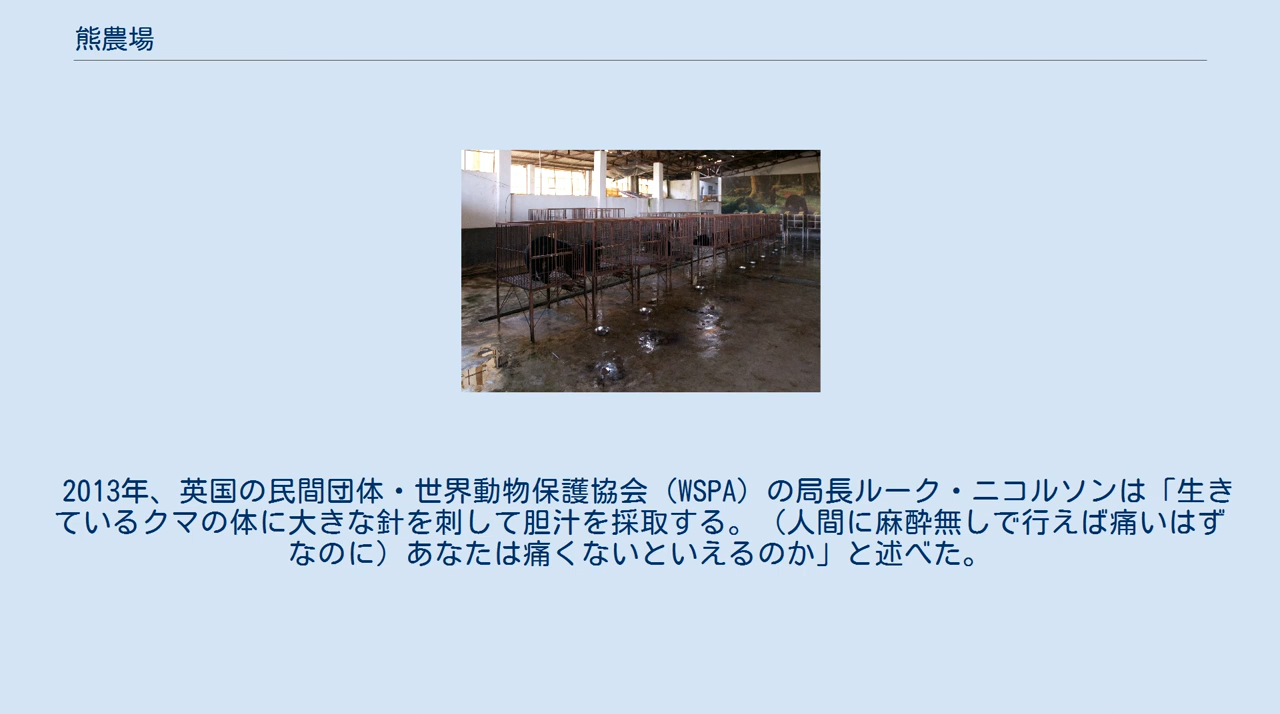 熊農場
2013年、英国の民間団体・世界動物保護協会（WSPA）の局長ルーク・ニコルソンは「生き
ているクマの体に大きな針を刺して胆汁を採取する。（人間に麻酔無しで行えば痛いはず
なのに）あなたは痛くないといえるのか」と述べた。